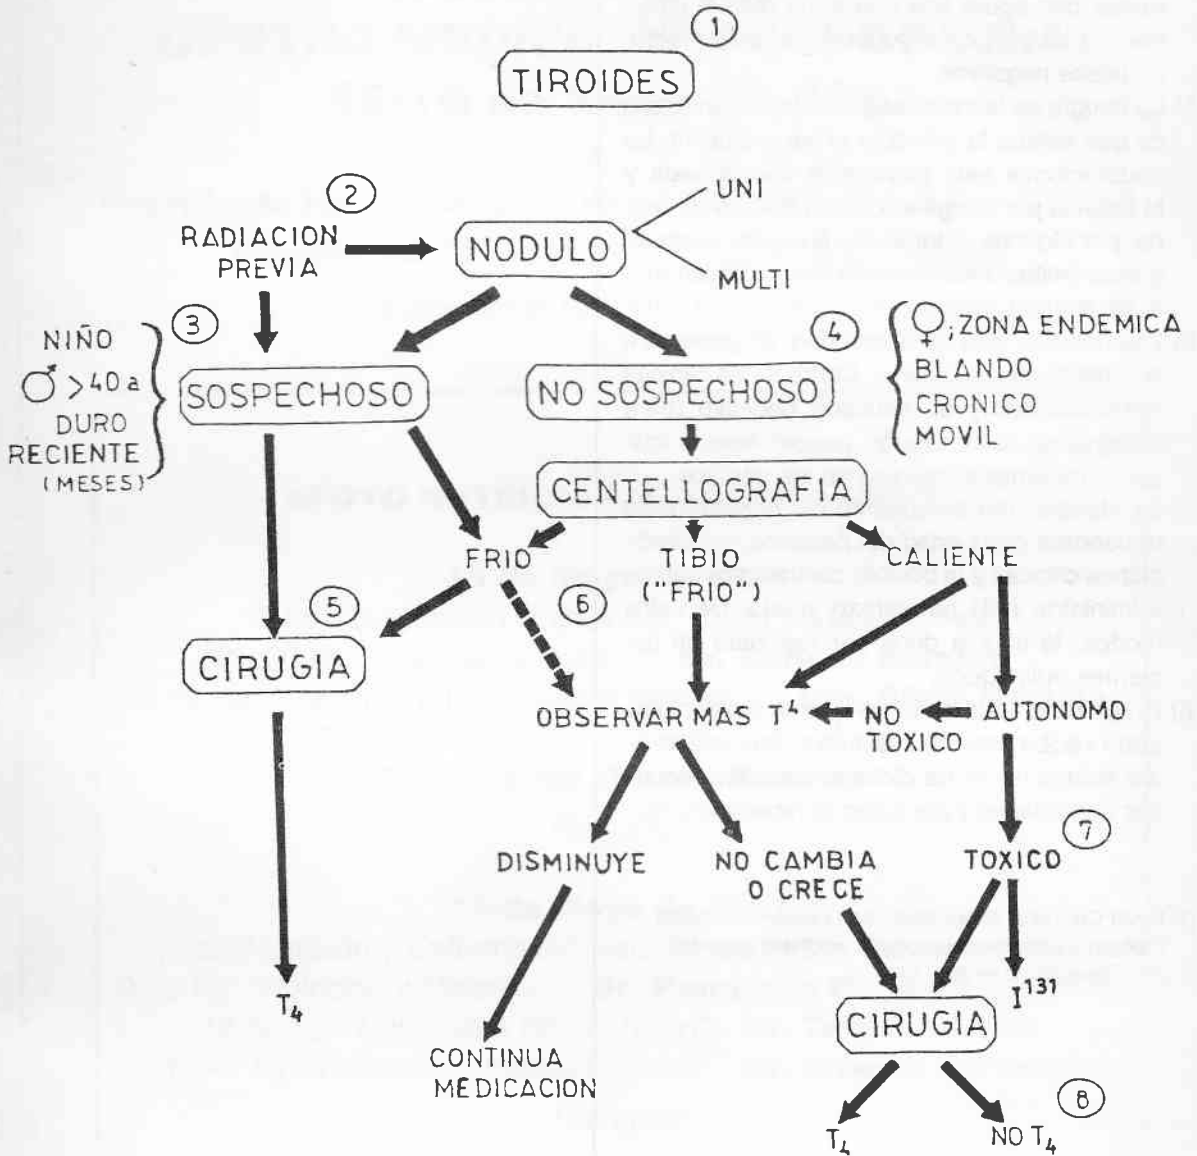 1
TIROIDES
2
UNI
RADIACION
PREVIA
NODULO
MULTI
3
4
NIÑO
♂ >40a
DURO
RECIENTE
(MESES)
SOSPECHOSO
NO SOSPECHOSO
♀; ZONA ENDEMICA
BLANDO
CRONICO
MOVIL
CENTELLOGRAFIA
FRIO
TIBIO
("FRIO")
CALIENTE
5
6
CIRUGIA
OBSERVAR MAS T⁴
NO
TOXICO
AUTONOMO
7
DISMINUYE
NO CAMBIA
O CRECE
TOXICO
T₄
I¹³¹
CIRUGIA
CONTINUA
MEDICACION
8
T₄
NO T₄